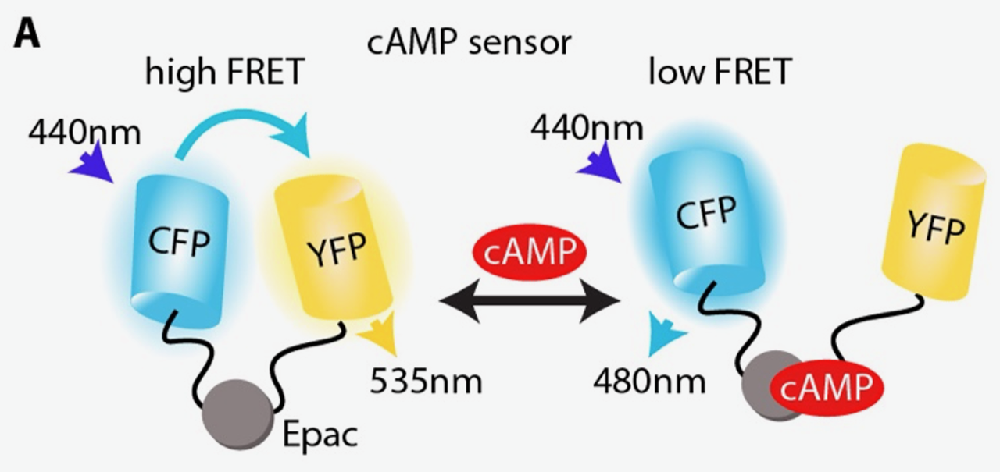 A
cAMP sensor
high FRET
low FRET
440nm
440nm
CFP
YFP
cAMP
CFP
YFP
535nm
480nm
cAMP
Epac